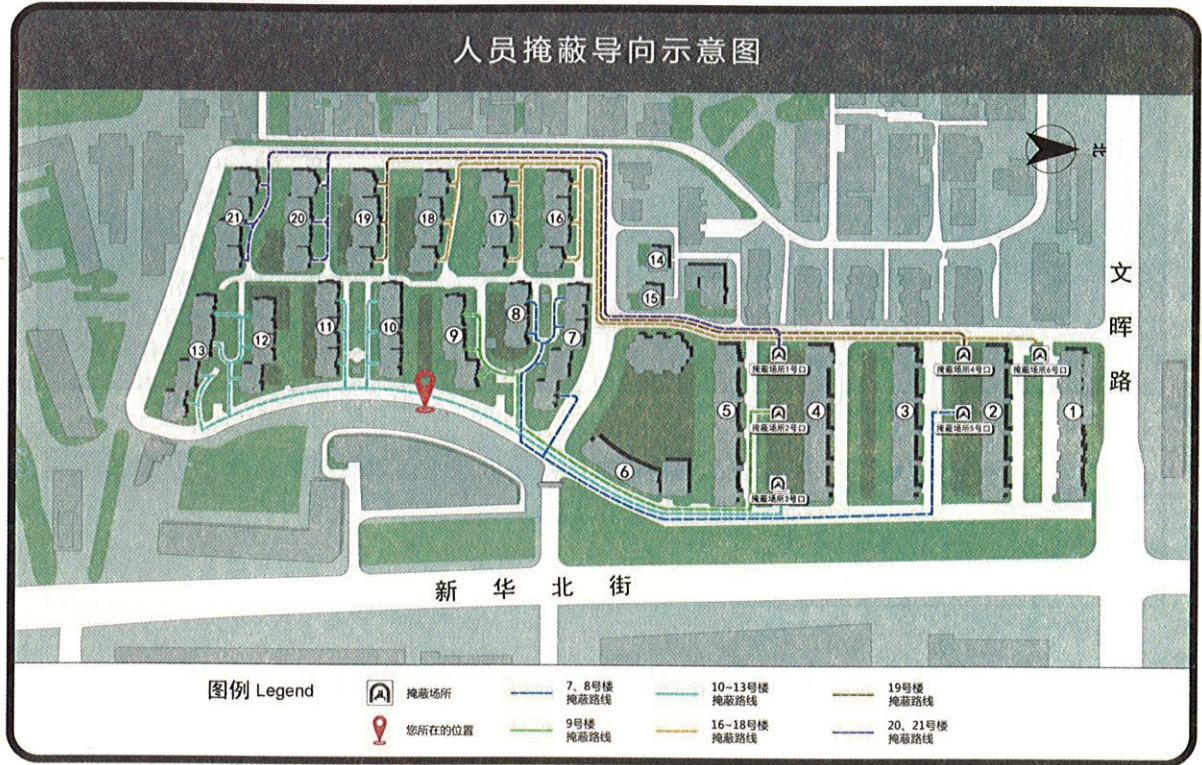 人员掩蔽导向示意图
北
21
20
19
18
17
16
14
15
文晖路
13
12
11
10
9
8
7
掩蔽场所1号口
掩蔽场所4号口
掩蔽场所6号口
5
4
3
2
1
掩蔽场所2号口
掩蔽场所5号口
6
掩蔽场所3号口
新华北街
图例 Legend
掩蔽场所
您所在的位置
7、8号楼
掩蔽路线
9号楼
掩蔽路线
10~13号楼
掩蔽路线
16~18号楼
掩蔽路线
19号楼
掩蔽路线
20、21号楼
掩蔽路线